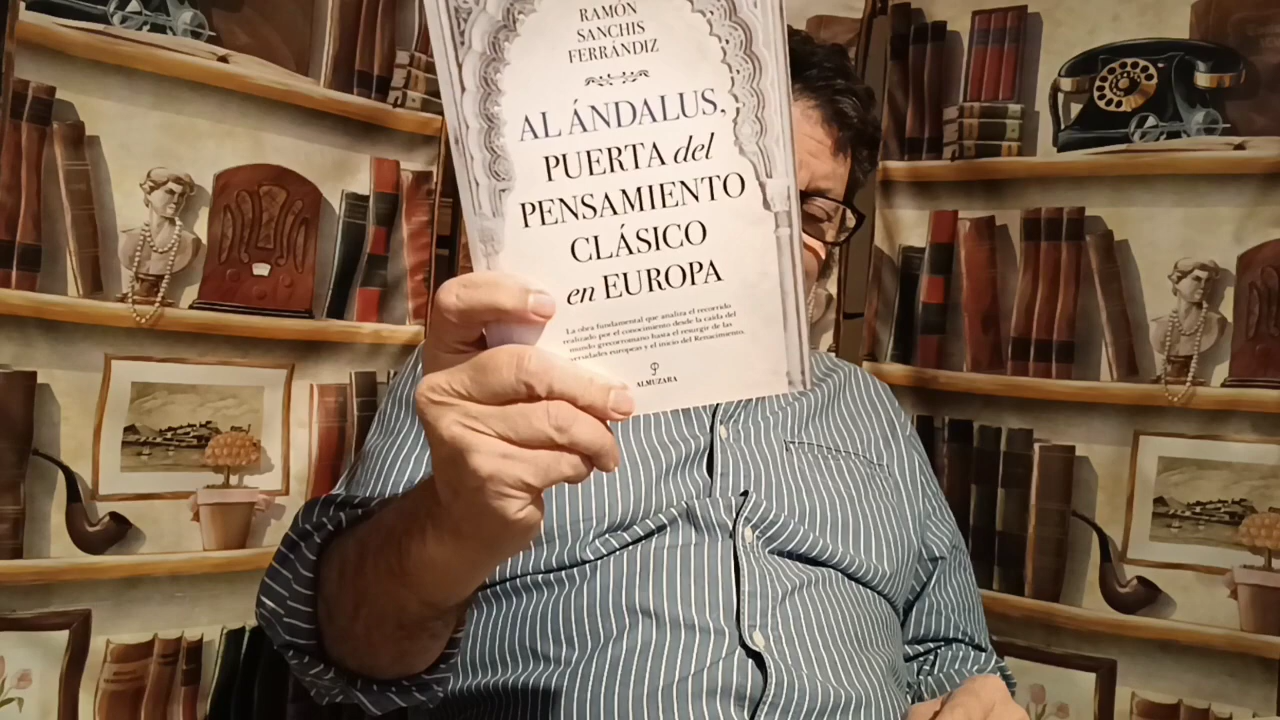 RAMÓN
SANCHIS
FERRÁNDIZ
AL ÁNDALUS,
PUERTA del
PENSAMIENTO
CLÁSICO
en EUROPA
La obra fundamental que analiza el recorrido
realizado por el conocimiento desde la caída del
mundo grecorromano hasta el resurgir de las
europeas y el inicio del Renacimiento.
ALMUZARA